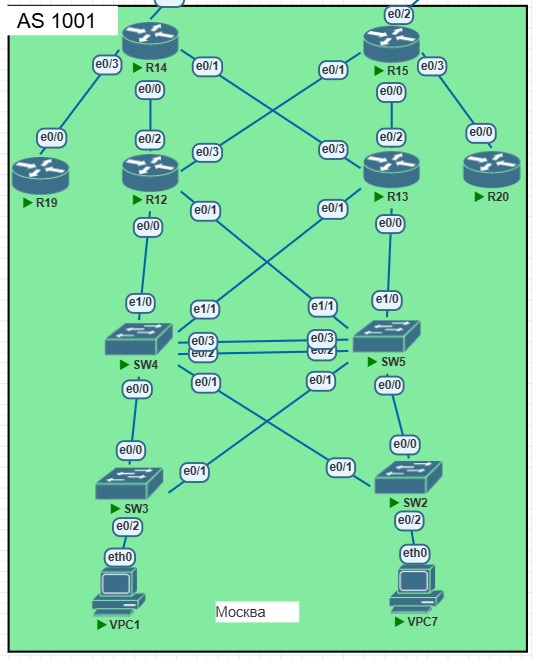 AS 1001
e0/2
R14
R15
e0/3
e0/1
e0/1
e0/3
e0/0
e0/0
e0/0
e0/2
e0/3
e0/3
e0/2
e0/0
R19
R12
R13
R20
e0/0
e0/1
e0/1
e0/0
e1/0
e1/1
e1/1
e1/0
e0/3
e0/3
e0/2
e0/2
SW4
SW5
e0/0
e0/1
e0/1
e0/0
e0/0
e0/1
e0/1
e0/0
SW3
SW2
e0/2
e0/2
eth0
eth0
VPC1
Москва
VPC7